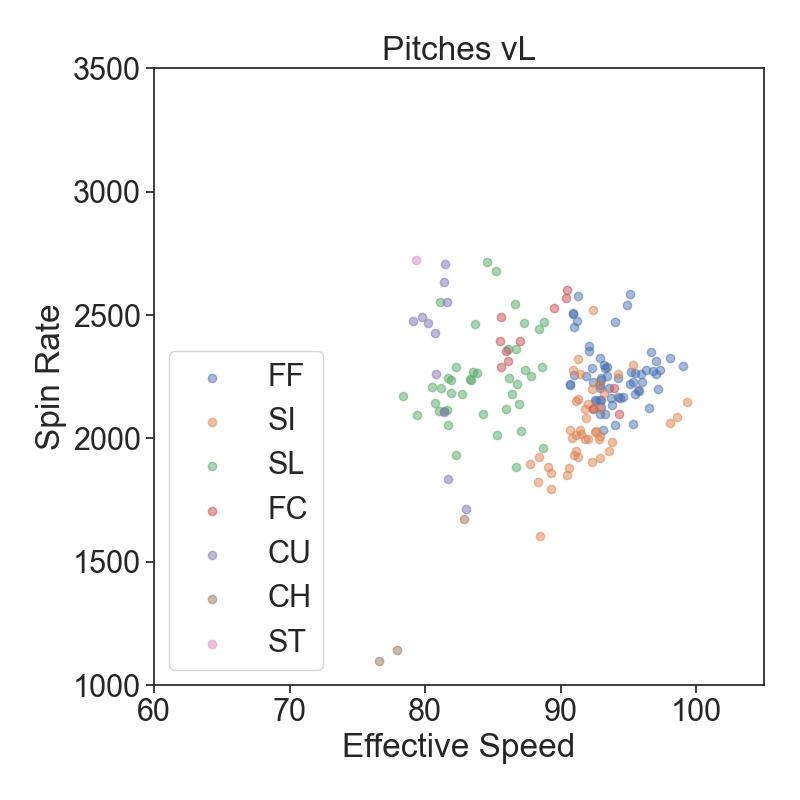 Pitches vL
3500
3000
2500
2000
1500
1000
Spin Rate
FF
SI
SL
FC
CU
CH
ST
60 70 80 90 100
Effective Speed